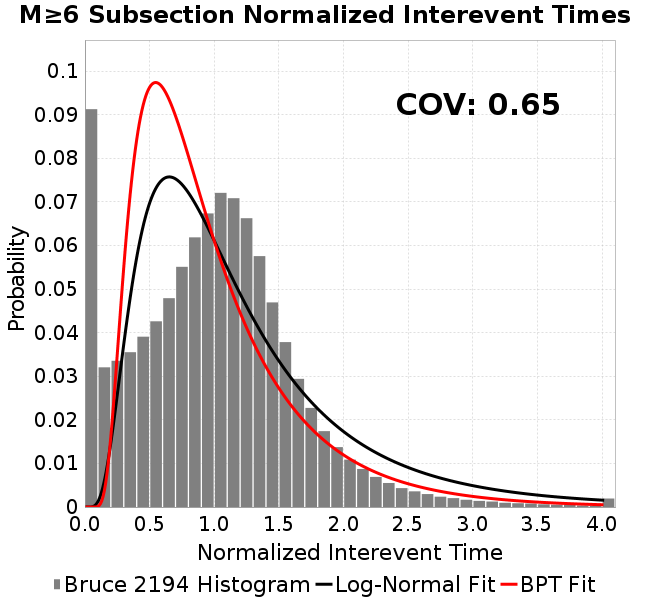 M≥6 Subsection Normalized Interevent Times
COV: 0.65
0.1
0.09
0.08
0.07
0.06
0.05
0.04
0.03
0.02
0.01
0
Probability
0.0 0.5 1.0 1.5 2.0 2.5 3.0 3.5 4.0
Normalized Interevent Time
Bruce 2194 Histogram Log-Normal Fit BPT Fit